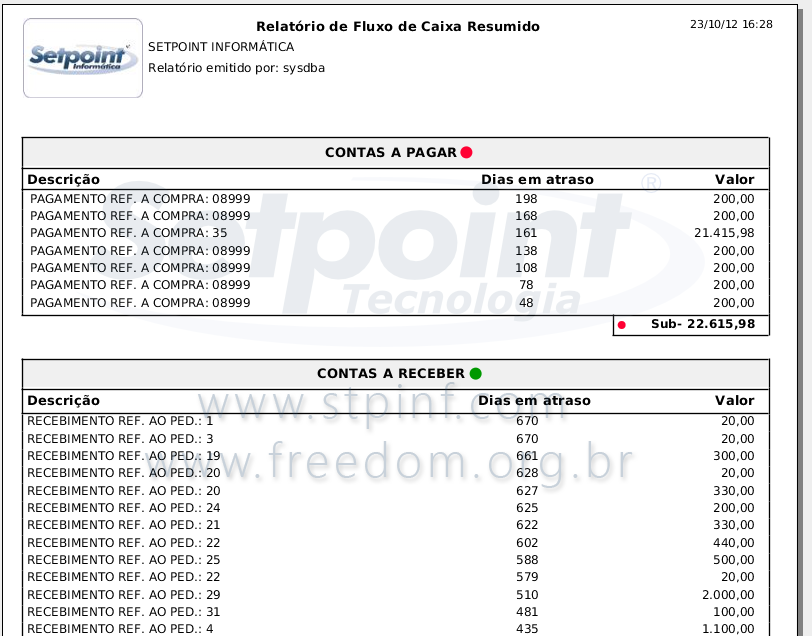 Relatório de Fluxo de Caixa Resumido
23/10/12 16:28
Setpoint
Informática
SETPOINT INFORMÁTICA
Relatório emitido por: sysdba
CONTAS A PAGAR
Descrição Dias em atraso Valor
PAGAMENTO REF. A COMPRA: 08999 198 200,00
PAGAMENTO REF. A COMPRA: 08999 168 200,00
PAGAMENTO REF. A COMPRA: 35 161 21.415,98
PAGAMENTO REF. A COMPRA: 08999 138 200,00
PAGAMENTO REF. A COMPRA: 08999 108 200,00
PAGAMENTO REF. A COMPRA: 08999 78 200,00
PAGAMENTO REF. A COMPRA: 08999 48 200,00
Sub- 22.615,98
Setpoint ®
Tecnologia
CONTAS A RECEBER
Descrição Dias em atraso Valor
RECEBIMENTO REF. AO PED.: 1 670 20,00
RECEBIMENTO REF. AO PED.: 3 670 20,00
RECEBIMENTO REF. AO PED.: 19 661 300,00
RECEBIMENTO REF. AO PED.: 20 628 20,00
RECEBIMENTO REF. AO PED.: 20 627 330,00
RECEBIMENTO REF. AO PED.: 24 625 200,00
RECEBIMENTO REF. AO PED.: 21 622 330,00
RECEBIMENTO REF. AO PED.: 22 602 440,00
RECEBIMENTO REF. AO PED.: 25 588 500,00
RECEBIMENTO REF. AO PED.: 22 579 20,00
RECEBIMENTO REF. AO PED.: 29 510 2.000,00
RECEBIMENTO REF. AO PED.: 31 481 100,00
RECEBIMENTO REF. AO PED.: 4 435 1.100,00
www.stpinf.com
www.freedom.org.br